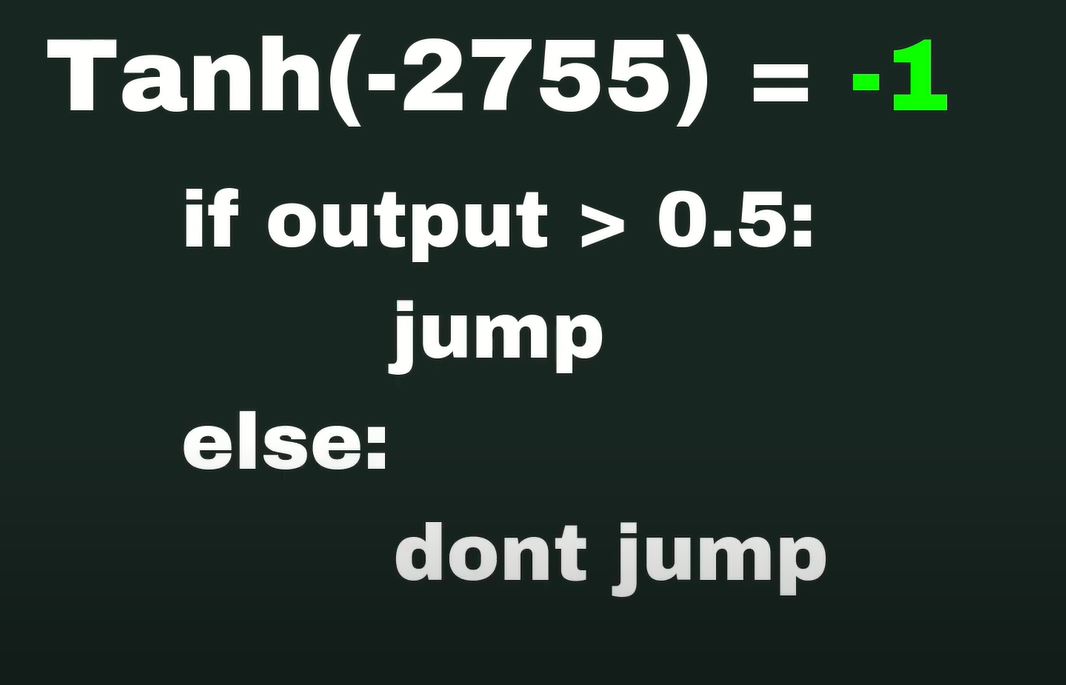 Tanh(-2755) = -1
if output > 0.5:
jump
else:
dont jump